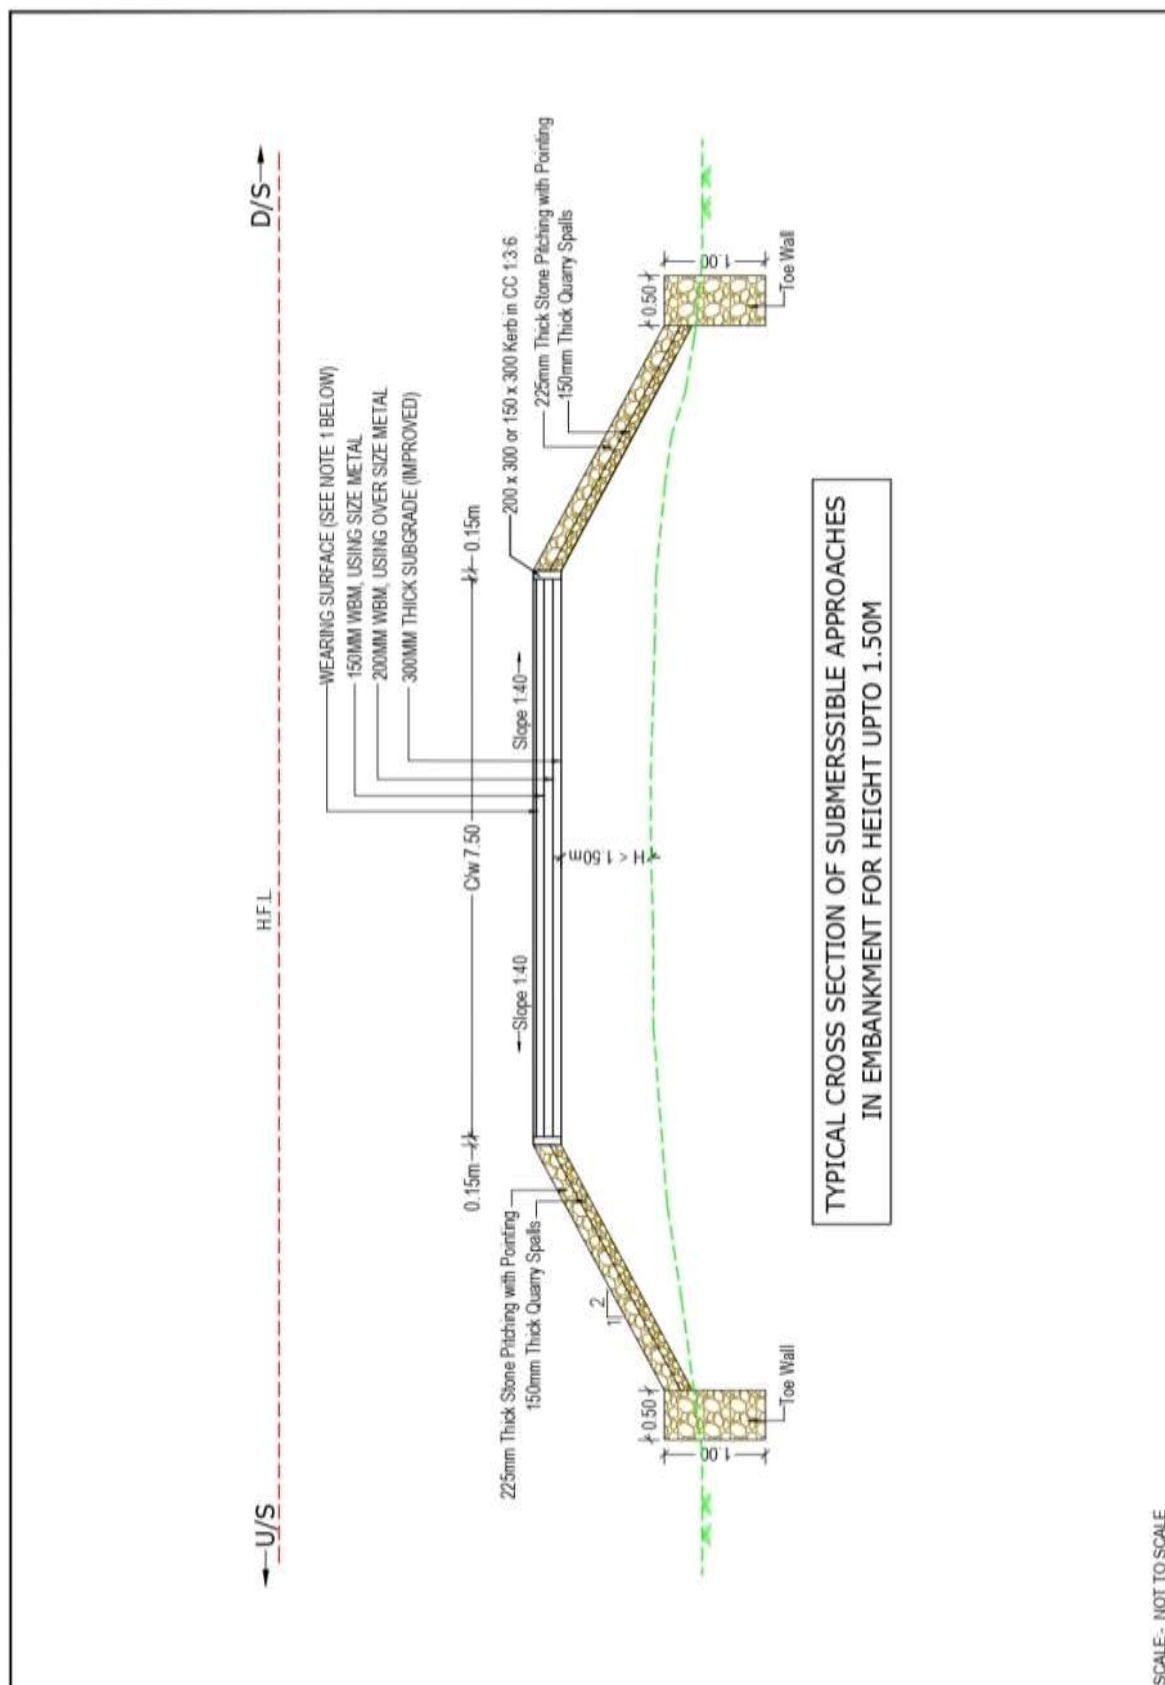 U/S
D/S
H.F.L
WEARING SURFACE (SEE NOTE 1 BELOW)
150MM WBM, USING SIZE METAL
200MM WBM, USING OVER SIZE METAL
300MM THICK SUBGRADE (IMPROVED)
0.15m
C/w 7.50
0.15m
Slope 1:40
Slope 1:40
200 x 300 or 150 x 300 Kerb in CC 1:3:6
225mm Thick Stone Pitching with Pointing
150mm Thick Quarry Spalls
225mm Thick Stone Pitching with Pointing
150mm Thick Quarry Spalls
2
1
H < 1.50m
0.50
1.00
Toe Wall
0.50
1.00
Toe Wall
TYPICAL CROSS SECTION OF SUBMERSSIBLE APPROACHES
IN EMBANKMENT FOR HEIGHT UPTO 1.50M
SCALE:- NOT TO SCALE